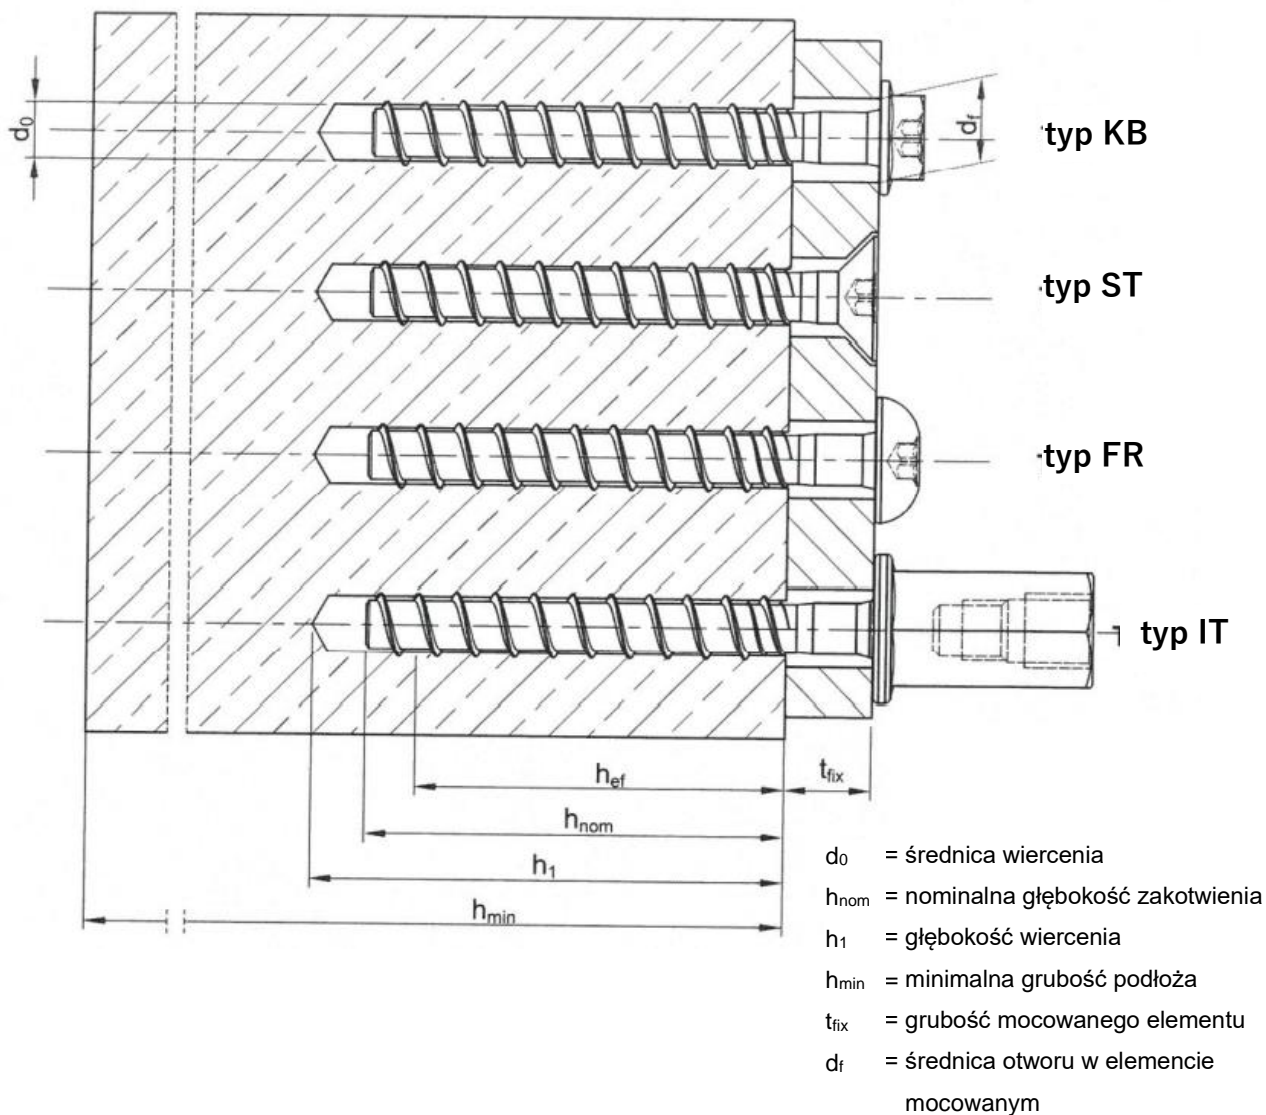 d0
df
typ KB
typ ST
typ FR
typ IT
hef
tfix
hnom
h1
hmin
d0 = średnica wiercenia
hnom = nominalna głębokość zakotwienia
h1 = głębokość wiercenia
hmin = minimalna grubość podłoża
tfix = grubość mocowanego elementu
df = średnica otworu w elemencie
mocowanym